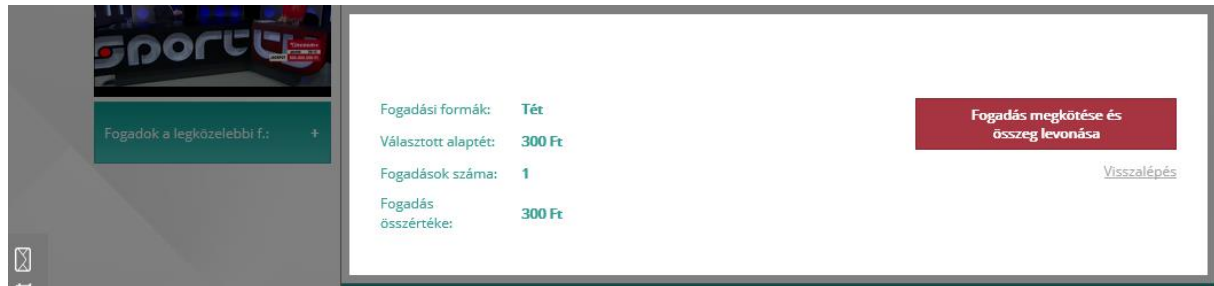 sport
Fogadok a legközelebbi f.: +
Fogadási formák: Tét
Választott alaptét: 300 Ft
Fogadások száma: 1
Fogadás
összértéke: 300 Ft
Fogadás megkötése és
összeg levonása
Visszalépés